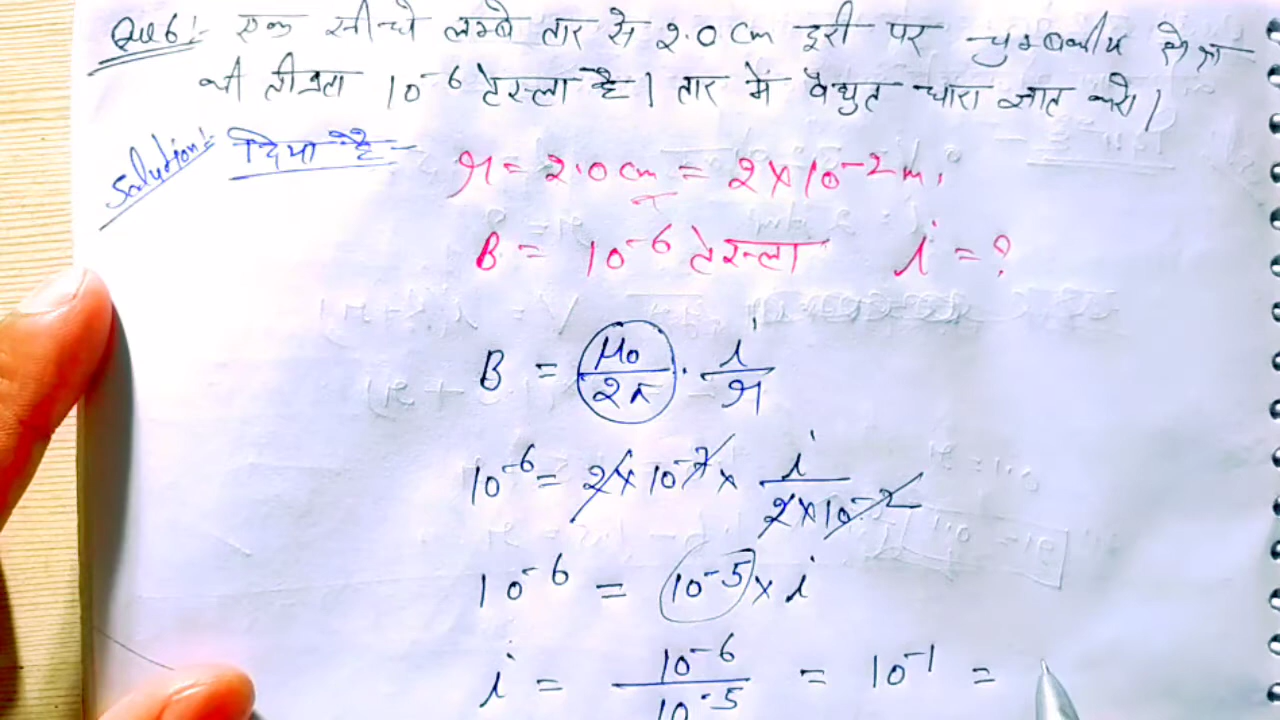 Que 6:- एक सीधे लम्बे तार से 2.0 cm दूरी पर चुम्बकीय क्षेत्र
की तीव्रता 10⁻⁶ टेस्ला है। तार में वैधुत धारा ज्ञात करो।
Solution:- दिया है-
r = 2.0 cm = 2×10⁻² m,
B = 10⁻⁶ टेस्ला i = ?
B = μ₀/2π · i/r
10⁻⁶ = 2×10⁻⁷ × i/2×10⁻²
10⁻⁶ = 10⁻⁵ × i
i = 10⁻⁶/10⁻⁵ = 10⁻¹ =